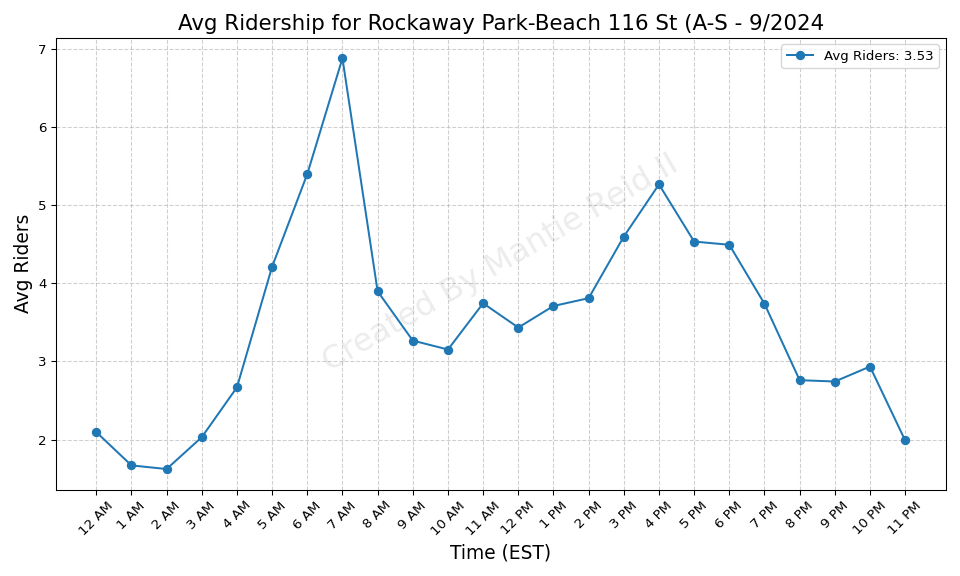 Avg Ridership for Rockaway Park-Beach 116 St (A-S - 9/2024
Avg Riders: 3.53
7
6
5
4
3
2
Avg Riders
Created By Mantie Reid II
12 AM
1 AM
2 AM
3 AM
4 AM
5 AM
6 AM
7 AM
8 AM
9 AM
10 AM
11 AM
12 PM
1 PM
2 PM
3 PM
4 PM
5 PM
6 PM
7 PM
8 PM
9 PM
10 PM
11 PM
Time (EST)